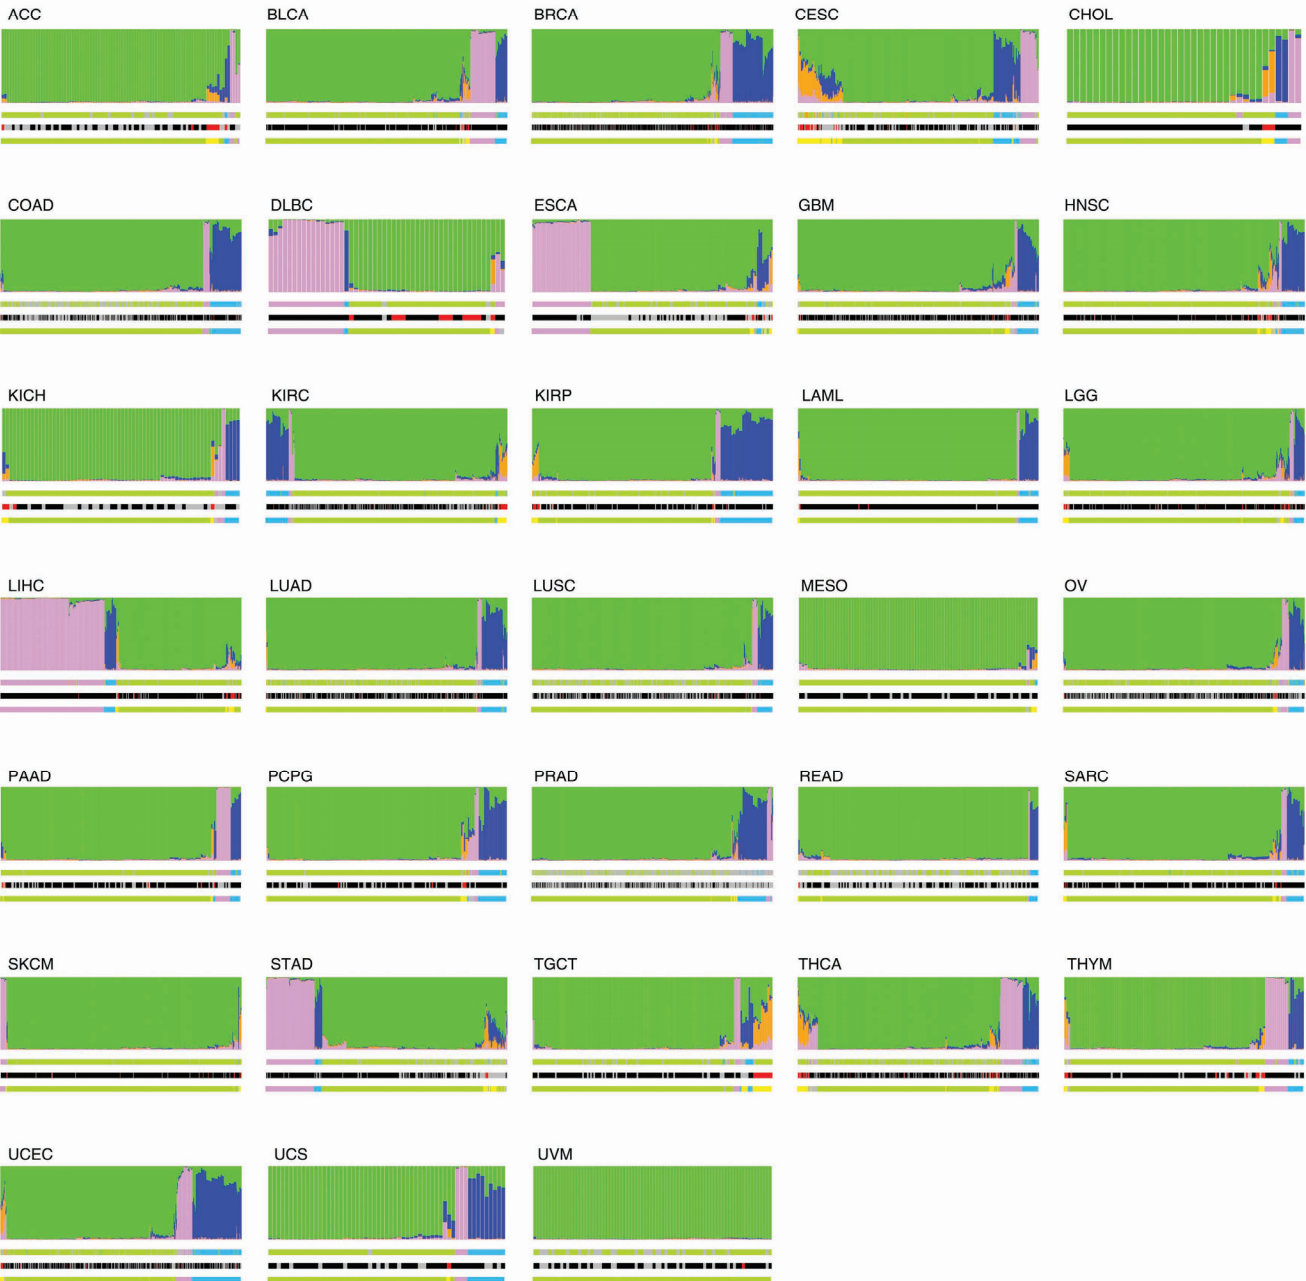 ACC BLCA BRCA CESC CHOL
COAD DLBC ESCA GBM HNSC
KICH KIRC KIRP LAML LGG
LIHC LUAD LUSC MESO OV
PAAD PCPG PRAD READ SARC
SKCM STAD TGCT THCA THYM
UCEC UCS UVM